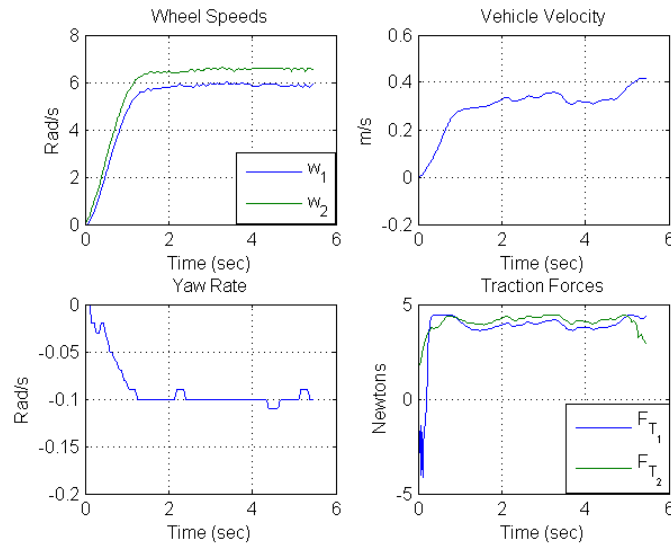 Wheel Speeds
8
6
4
2
0
Rad/s
0
2
4
6
Time (sec)
w1
w2
Vehicle Velocity
0.6
0.4
0.2
0
-0.2
m/s
0
2
4
6
Time (sec)
Yaw Rate
0
-0.05
-0.1
-0.15
-0.2
Rad/s
0
2
4
6
Time (sec)
Traction Forces
5
0
-5
Newtons
0
2
4
6
Time (sec)
FT1
FT2